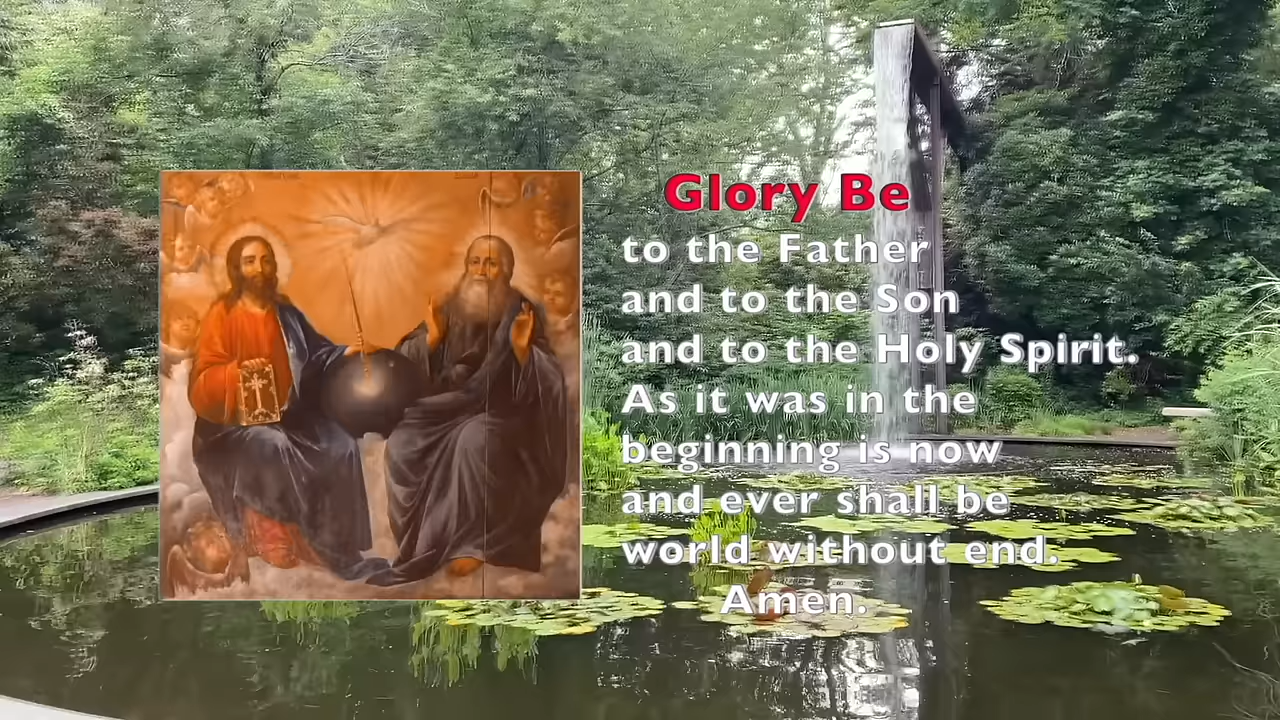 Glory Be
to the Father
and to the Son
and to the Holy Spirit.
As it was in the
beginning is now
and ever shall be
world without end.
Amen.